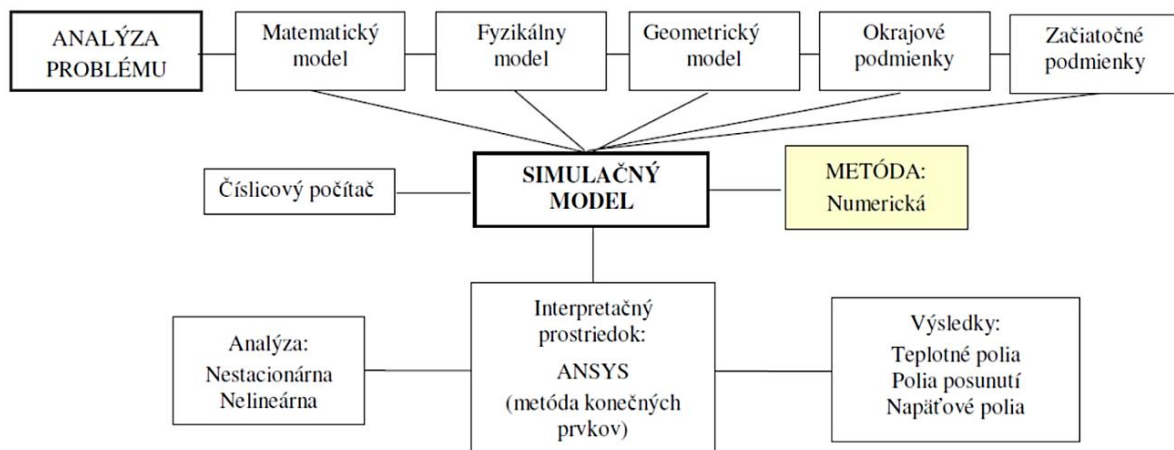 ANALÝZA
PROBLÉMU
Matematický
model
Fyzikálny
model
Geometrický
model
Okrajové
podmienky
Začiatočné
podmienky
Číslicový počítač
SIMULAČNÝ
MODEL
METÓDA:
Numerická
Analýza:
Nestacionárna
Nelineárna
Interpretačný
prostriedok:
ANSYS
(metóda konečných
prvkov)
Výsledky:
Teplotné polia
Polia posunutí
Napäťové polia